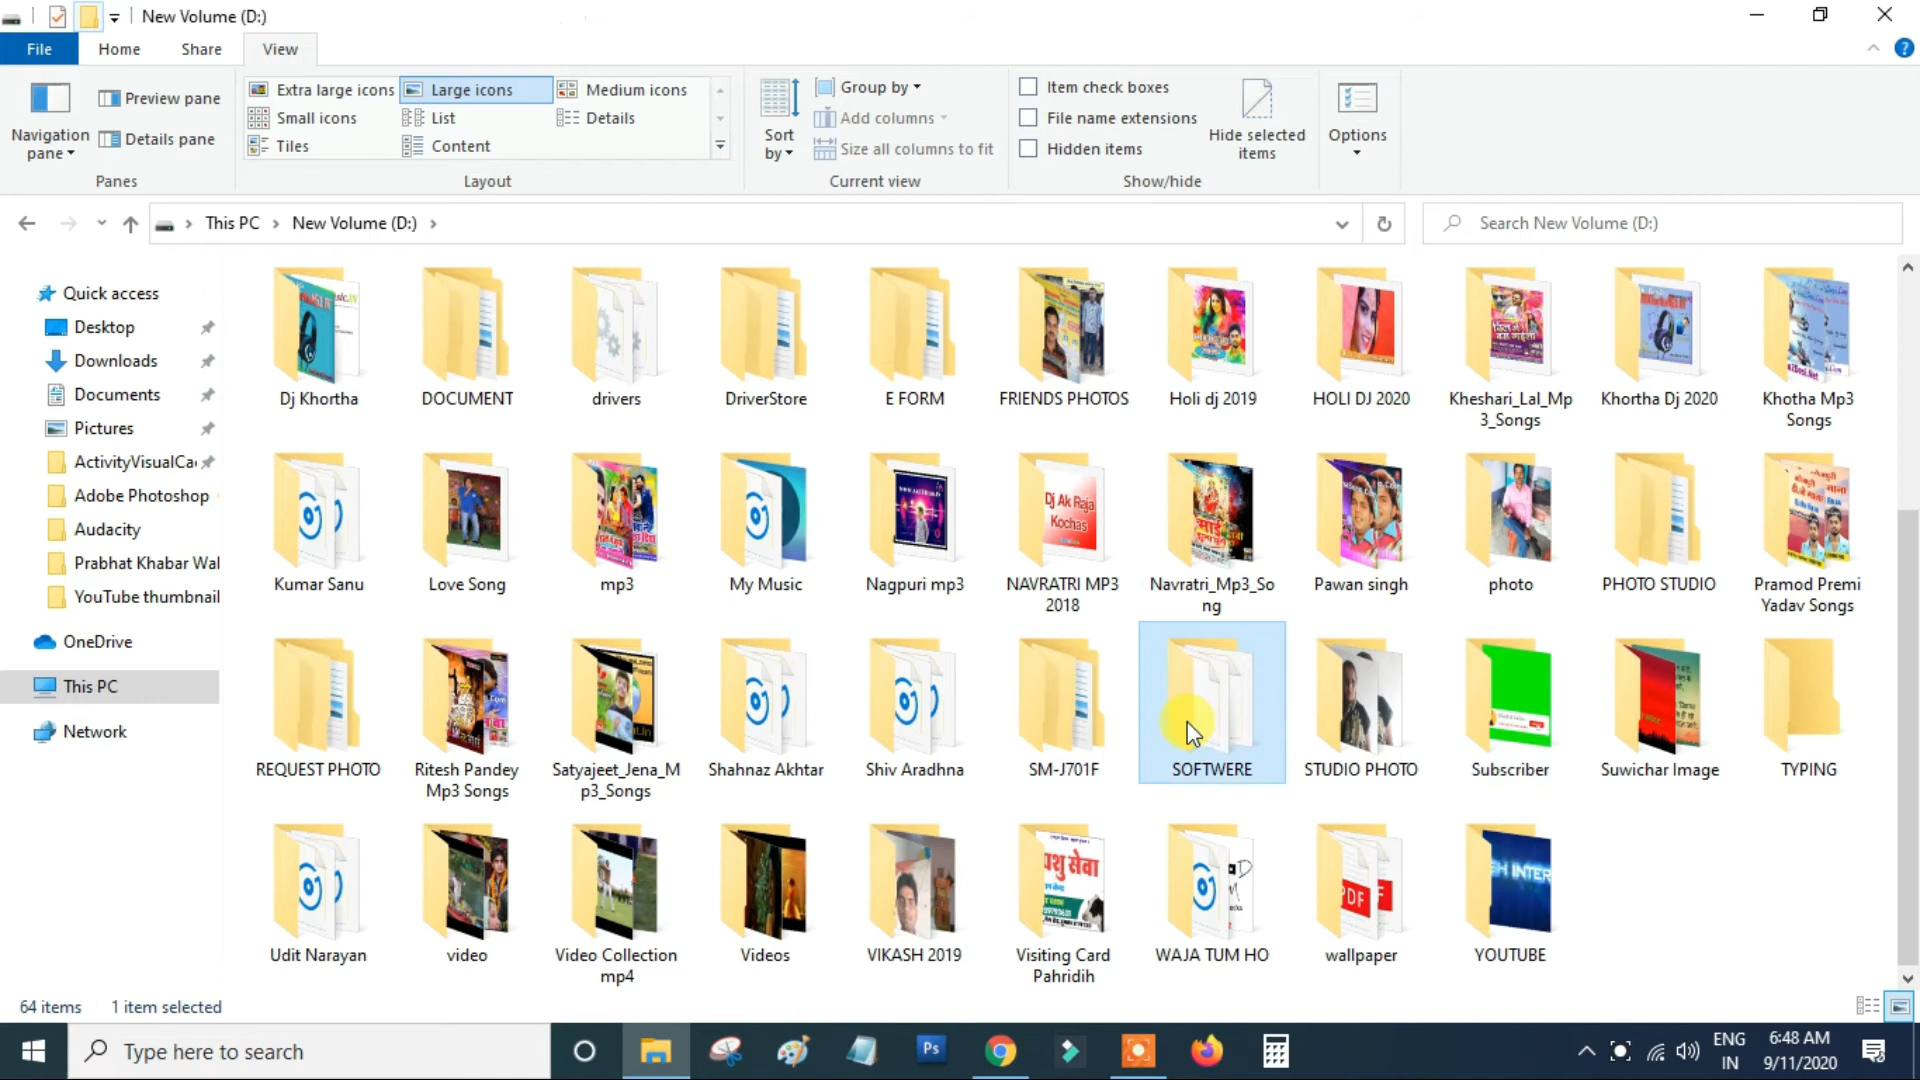 New Volume (D:)
File
Home
Share
View
Navigation pane
Preview pane
Details pane
Panes
Extra large icons
Large icons
Medium icons
Small icons
List
Details
Tiles
Content
Layout
Sort by
Group by
Add columns
Size all columns to fit
Current view
Item check boxes
File name extensions
Hidden items
Hide selected items
Show/hide
Options
This PC
New Volume (D:)
Search New Volume (D:)
Quick access
Desktop
Downloads
Documents
Pictures
ActivityVisualCa
Adobe Photoshop
Audacity
Prabhat Khabar Wal
YouTube thumbnail
OneDrive
This PC
Network
Dj Khortha
DOCUMENT
drivers
DriverStore
E FORM
FRIENDS PHOTOS
Holi dj 2019
HOLI DJ 2020
Kheshari_Lal_Mp
3_Songs
Khortha Dj 2020
Khotha Mp3
Songs
Kumar Sanu
Love Song
mp3
My Music
Nagpuri mp3
Dj Ak Raja
Kochas
NAVRATRI MP3
2018
Navratri_Mp3_So
ng
Pawan singh
photo
PHOTO STUDIO
Pramod Premi
Yadav Songs
REQUEST PHOTO
Ritesh Pandey
Mp3 Songs
Satyajeet_Jena_M
p3_Songs
Shahnaz Akhtar
Shiv Aradhna
SM-J701F
SOFTWERE
STUDIO PHOTO
Subscriber
Suwichar Image
TYPING
Udit Narayan
video
Video Collection
mp4
Videos
VIKASH 2019
सेवा
Visiting Card
Pahridih
WAJA TUM HO
PDF
wallpaper
SH INTER
YOUTUBE
64 items
1 item selected
Type here to search
Ps
ENG
IN
6:48 AM
9/11/2020